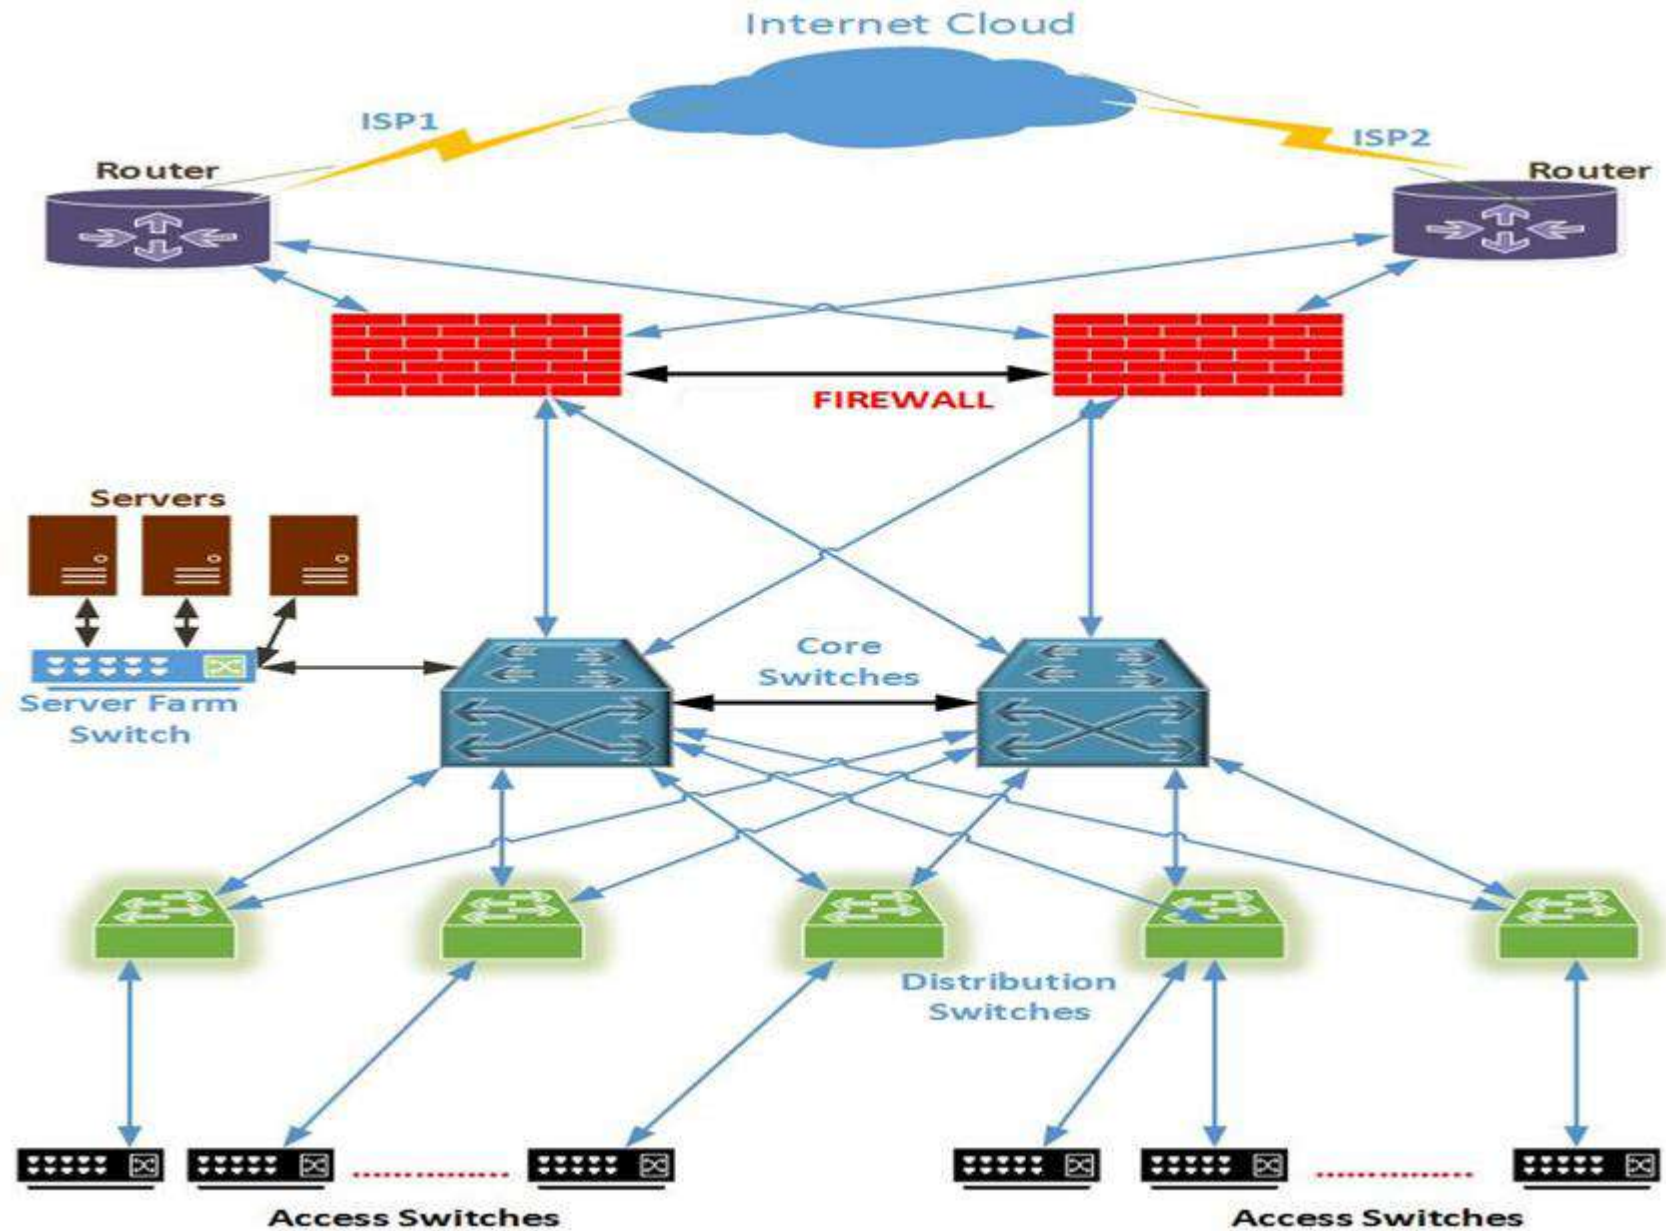 Internet Cloud
ISP1
ISP2
Router
Router
FIREWALL
Servers
Core
Switches
Server Farm
Switch
Distribution
Switches
Access Switches
Access Switches